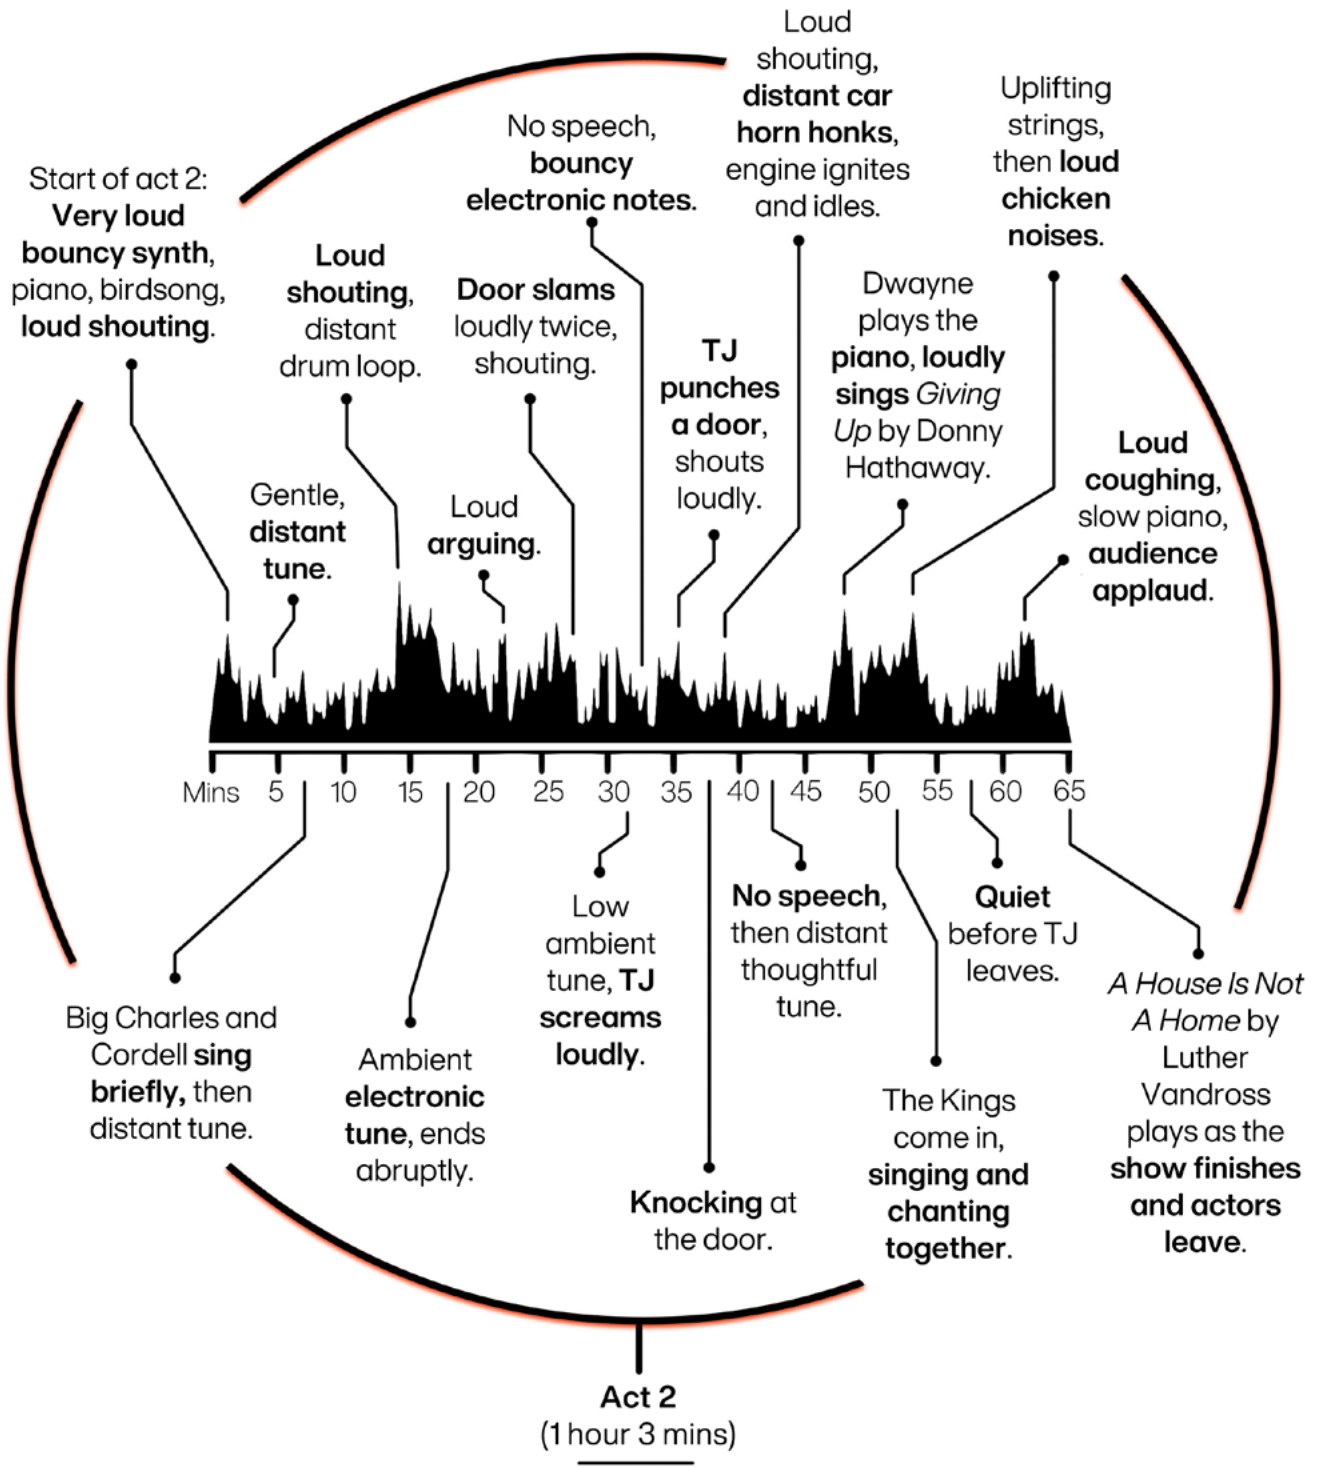 Start of act 2:
Very loud
bouncy synth,
piano, birdsong,
loud shouting.
Gentle,
distant
tune.
Loud
shouting,
distant
drum loop.
Loud
arguing.
Door slams
loudly twice,
shouting.
No speech,
bouncy
electronic notes.
TJ
punches
a door,
shouts
loudly.
Loud
shouting,
distant car
horn honks,
engine ignites
and idles.
Dwayne
plays the
piano, loudly
sings Giving
Up by Donny
Hathaway.
Uplifting
strings,
then loud
chicken
noises.
Loud
coughing,
slow piano,
audience
applaud.
Mins 5 10 15 20 25 30 35 40 45 50 55 60 65
Big Charles and
Cordell sing
briefly, then
distant tune.
Ambient
electronic
tune, ends
abruptly.
Low
ambient
tune, TJ
screams
loudly.
Knocking at
the door.
No speech,
then distant
thoughtful
tune.
The Kings
come in,
singing and
chanting
together.
Quiet
before TJ
leaves.
A House Is Not
A Home by
Luther
Vandross
plays as the
show finishes
and actors
leave.
Act 2
(1 hour 3 mins)